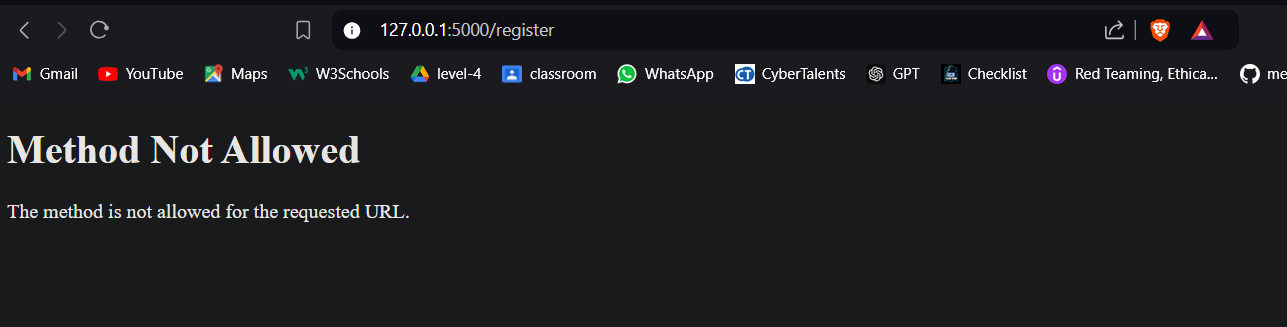 127.0.0.1:5000/register
Gmail YouTube Maps W3Schools level-4 classroom WhatsApp CyberTalents GPT Checklist Red Teaming, Ethica... me
Method Not Allowed
The method is not allowed for the requested URL.